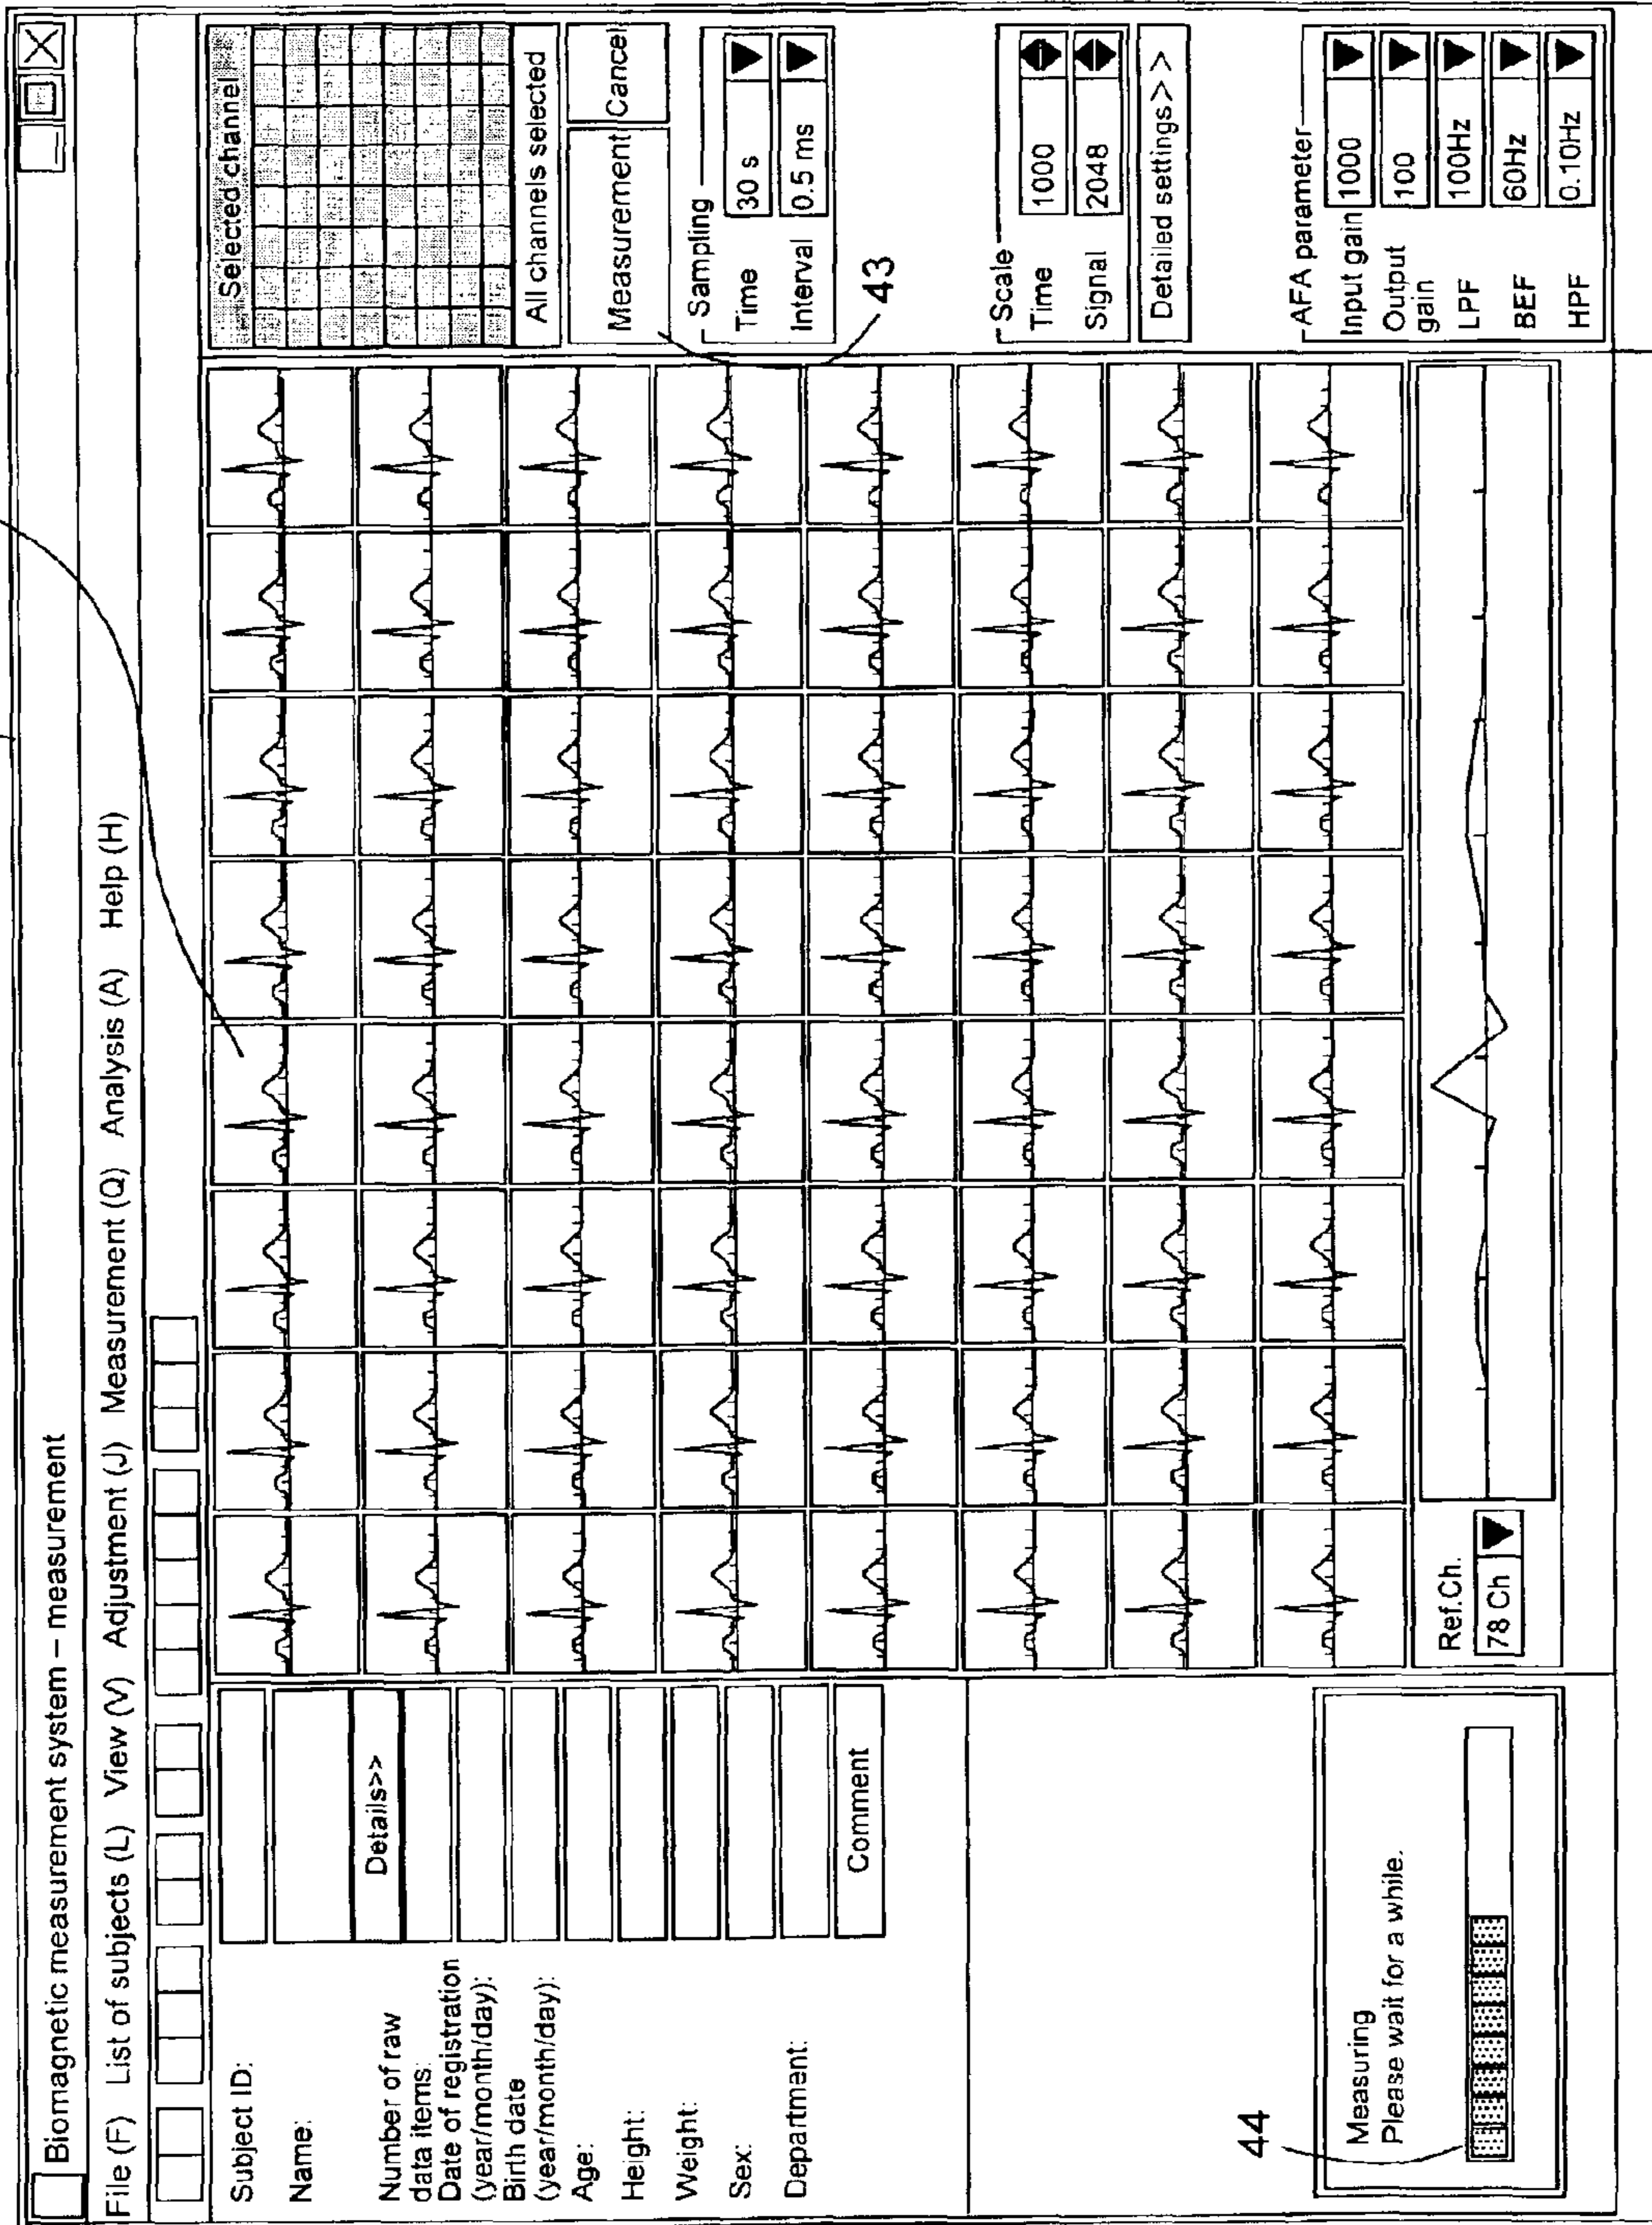 Biomagnetic measurement system – measurement
File (F) List of subjects (L) View (V) Adjustment (J) Measurement (Q) Analysis (A) Help (H)
Subject ID:
Name:
Details>>
Number of raw
data items:
Date of registration
(year/month/day):
Birth date
(year/month/day):
Age:
Height:
Weight:
Sex:
Department:
Comment
44
Measuring
Please wait for a while.
Ref.Ch.
78 Ch
Selected channel
All channels selected
Measurement
Cancel
Sampling
Time 30 s
Interval 0.5 ms
43
Scale
Time 1000
Signal 2048
Detailed settings>>
AFA parameter
Input gain 1000
Output
gain 100
LPF 100Hz
BEF 60Hz
HPF 0.10Hz